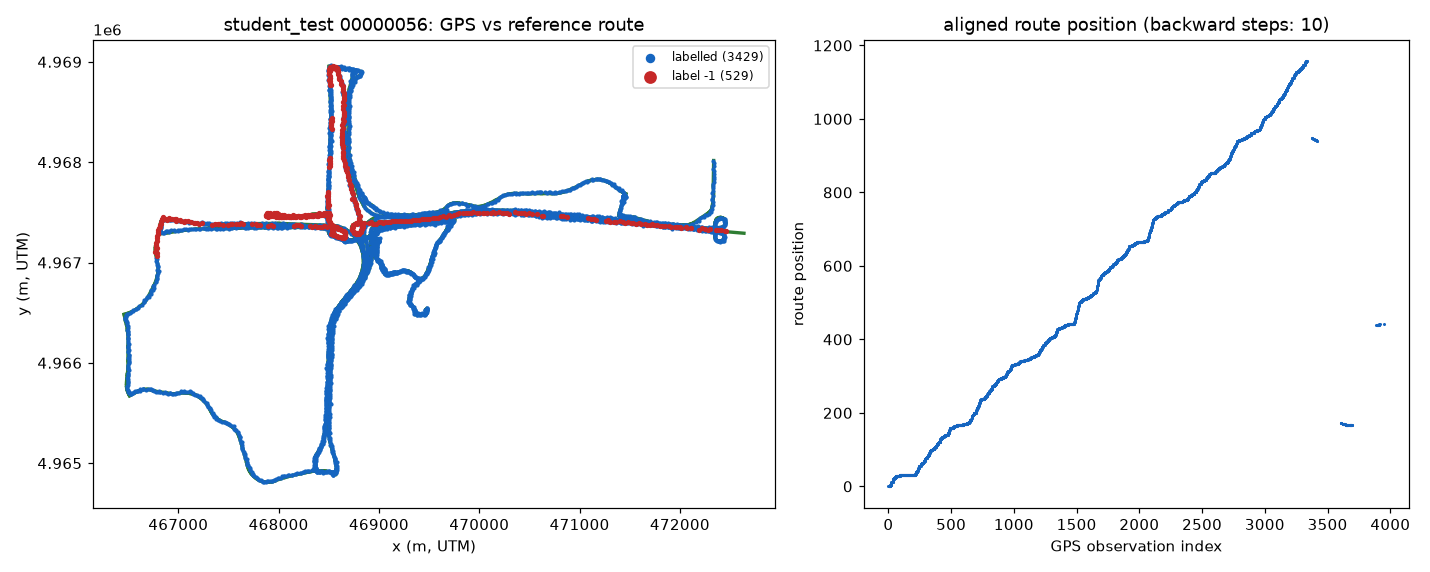 student_test 00000056: GPS vs reference route
1e6
4.969
4.968
4.967
4.966
4.965
y (m, UTM)
467000 468000 469000 470000 471000 472000
x (m, UTM)
labelled (3429)
label -1 (529)
aligned route position (backward steps: 10)
1200
1000
800
600
400
200
0
route position
0 500 1000 1500 2000 2500 3000 3500 4000
GPS observation index